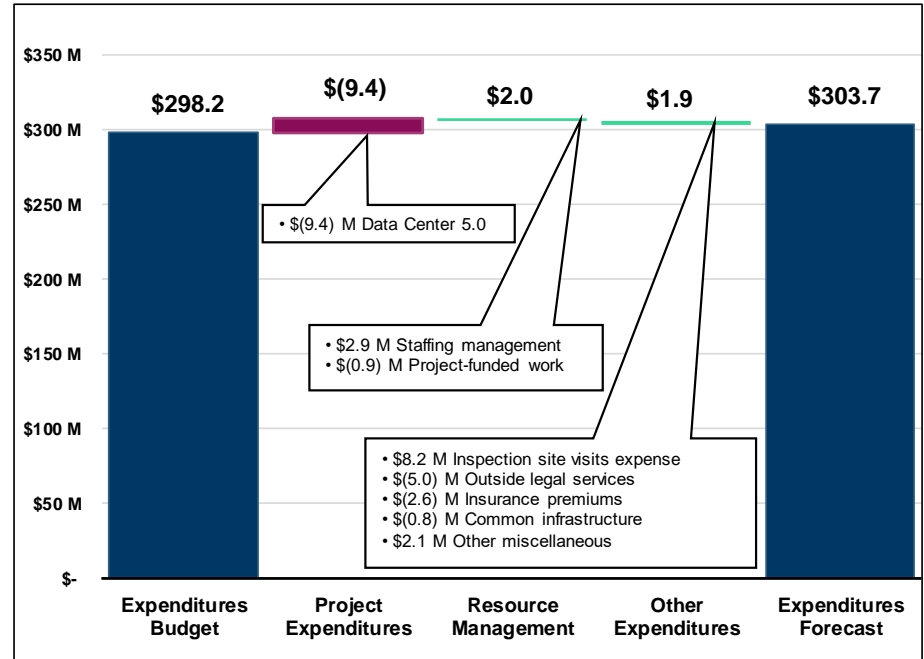 $350 M
$300 M
$250 M
$200 M
$150 M
$100 M
$50 M
$-
$298.2
$(9.4)
$2.0
$1.9
$303.7
• $(9.4) M Data Center 5.0
• $2.9 M Staffing management
• $(0.9) M Project-funded work
• $8.2 M Inspection site visits expense
• $(5.0) M Outside legal services
• $(2.6) M Insurance premiums
• $(0.8) M Common infrastructure
• $2.1 M Other miscellaneous
Expenditures
Budget
Project
Expenditures
Resource
Management
Other
Expenditures
Expenditures
Forecast